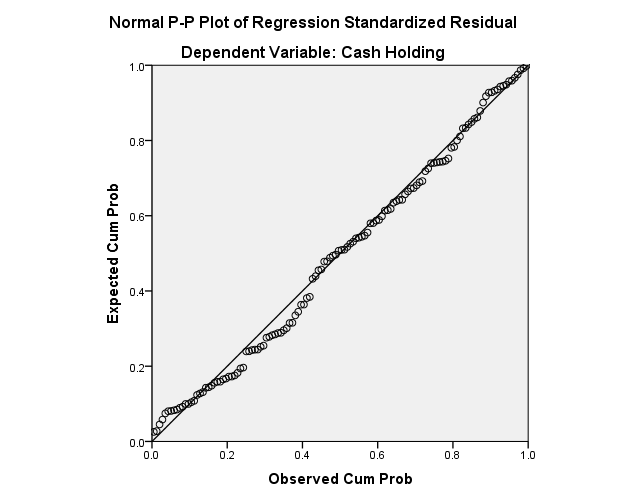 Normal P-P Plot of Regression Standardized Residual
Dependent Variable: Cash Holding
1.0
0.8
0.6
0.4
0.2
0.0
Expected Cum Prob
0.0 0.2 0.4 0.6 0.8 1.0
Observed Cum Prob